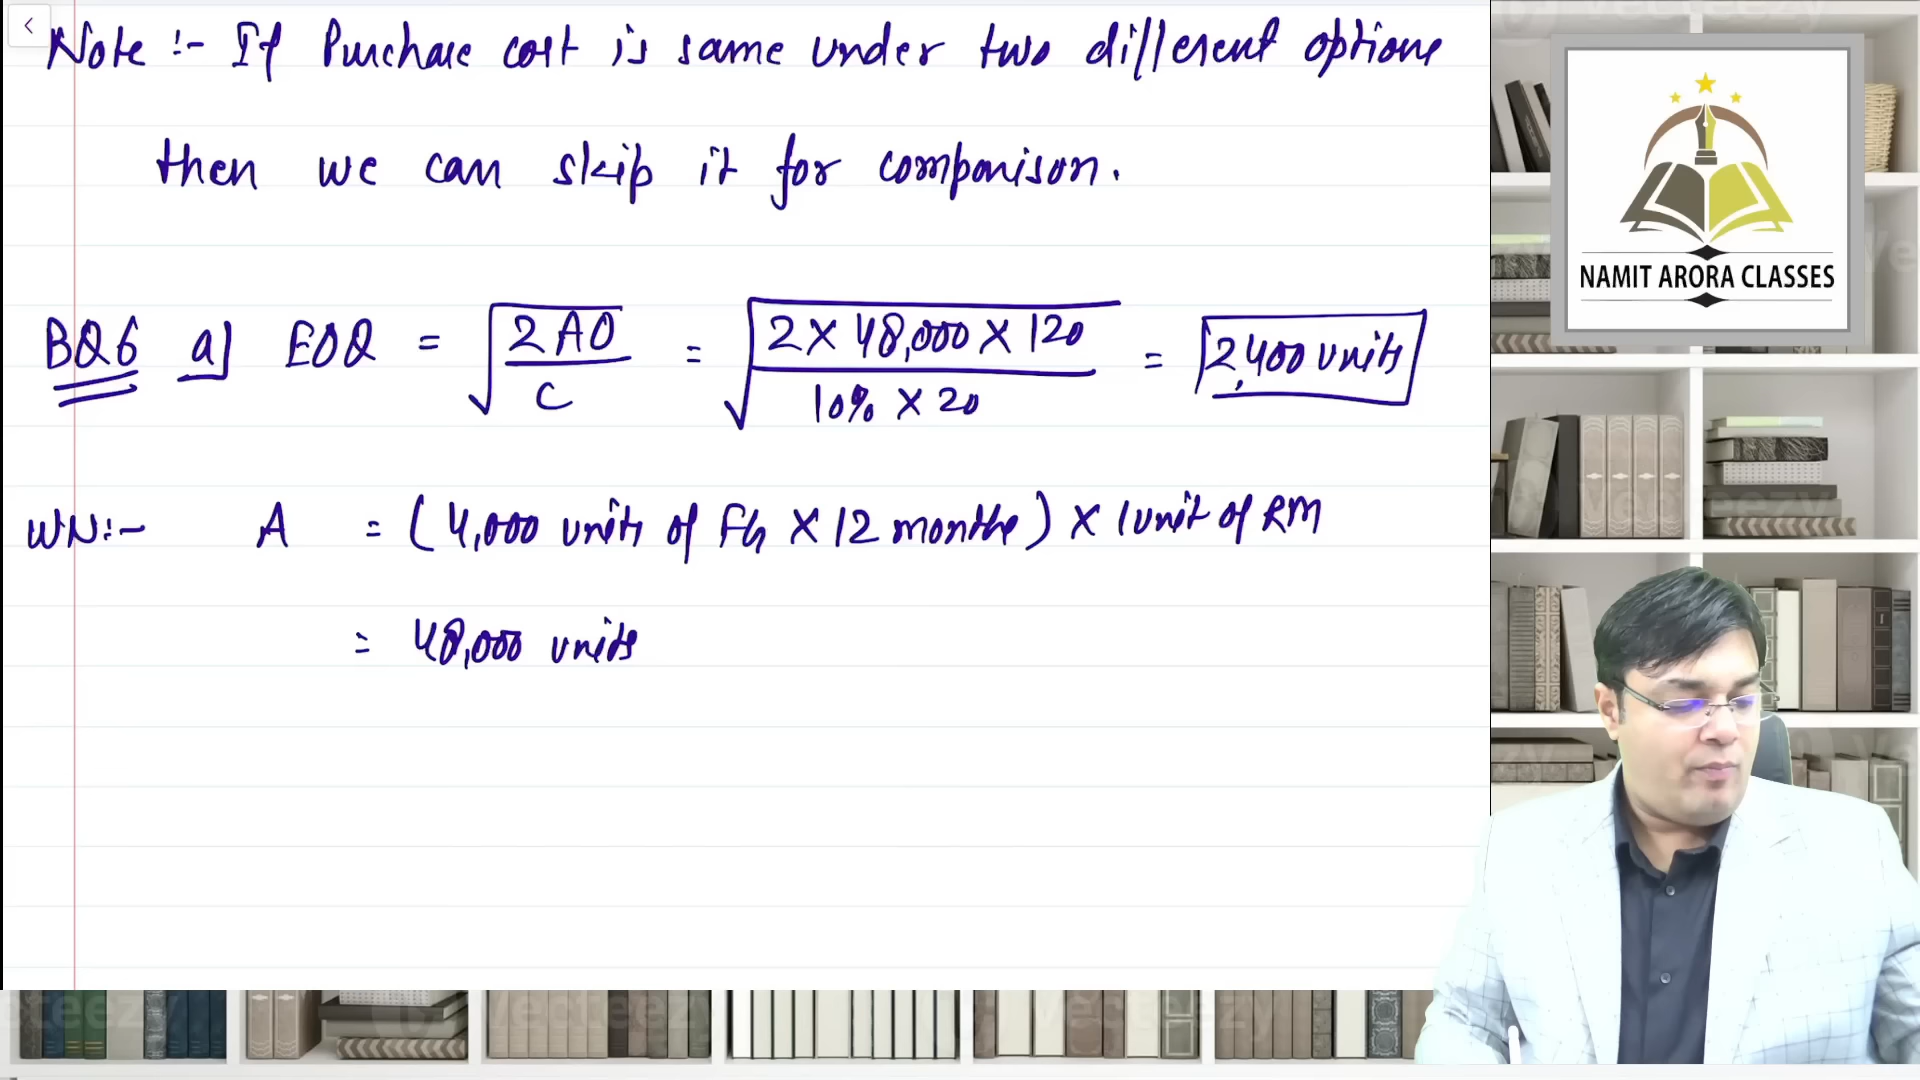 Note :- If Purchase cost is same under two different options
then we can skip it for comparison.
BQ6 a] EOQ = √(2AO / C) = √(2 X 48,000 X 120 / 10% X 20) = 2,400 units
WN:- A = (4,000 units of FG X 12 months) X 1 unit of RM
= 48,000 units
NAMIT ARORA CLASSES